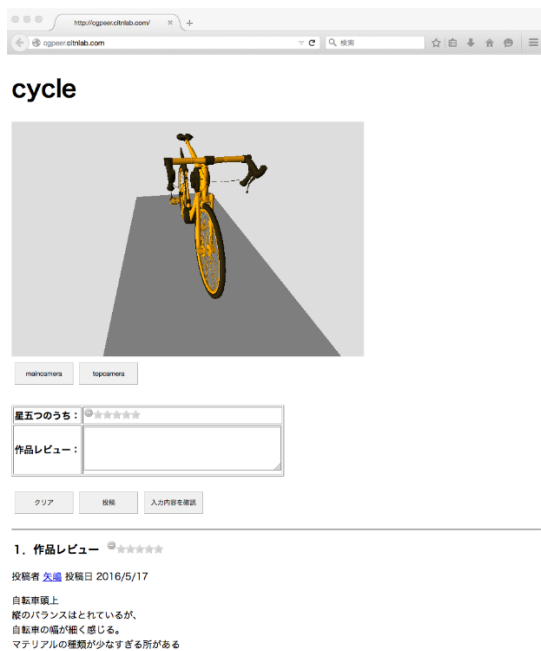 http://cgpeer.citnlab.com/
cgpeer.citnlab.com
検索
cycle
maincamera
topcamera
星五つのうち：
作品レビュー：
クリア
投稿
入力内容を確認
1．作品レビュー
投稿者 矢嶋 投稿日 2016/5/17
自転車頭上
縦のバランスはとれているが、
自転車の幅が細く感じる。
マテリアルの種類が少なすぎる所がある